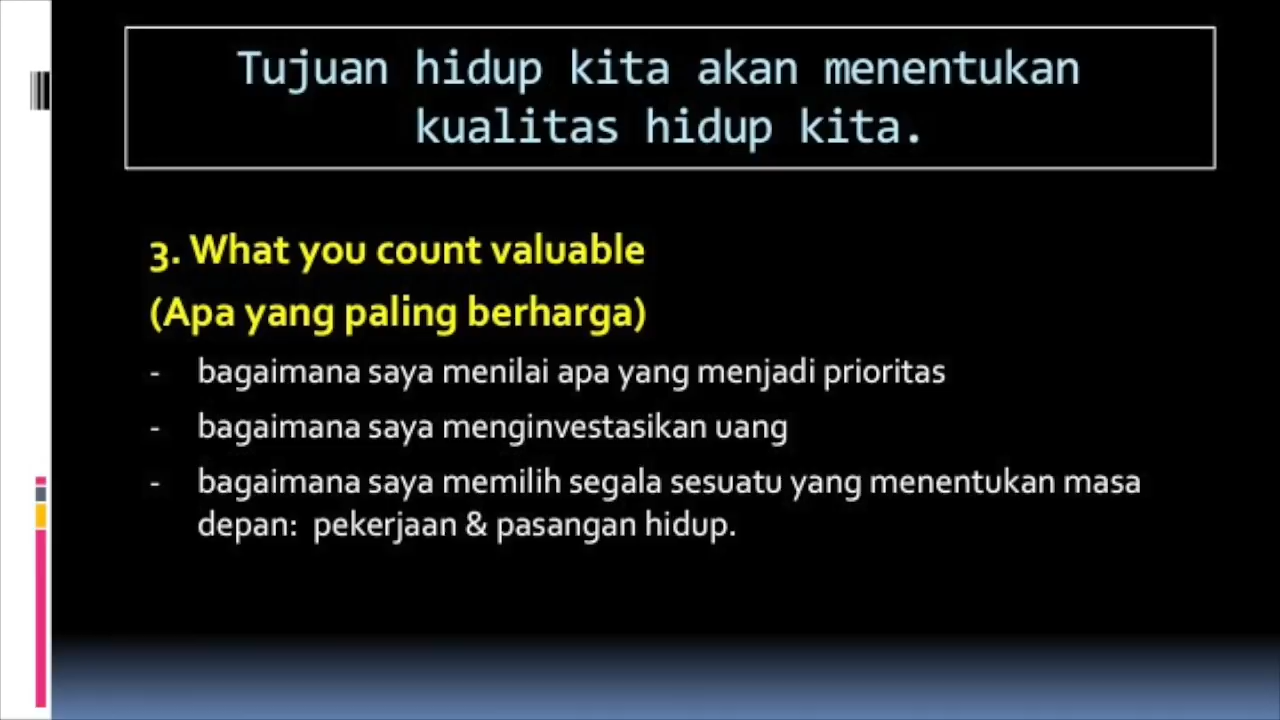 Tujuan hidup kita akan menentukan
kualitas hidup kita.
3. What you count valuable
(Apa yang paling berharga)
- bagaimana saya menilai apa yang menjadi prioritas
- bagaimana saya menginvestasikan uang
- bagaimana saya memilih segala sesuatu yang menentukan masa
depan: pekerjaan & pasangan hidup.